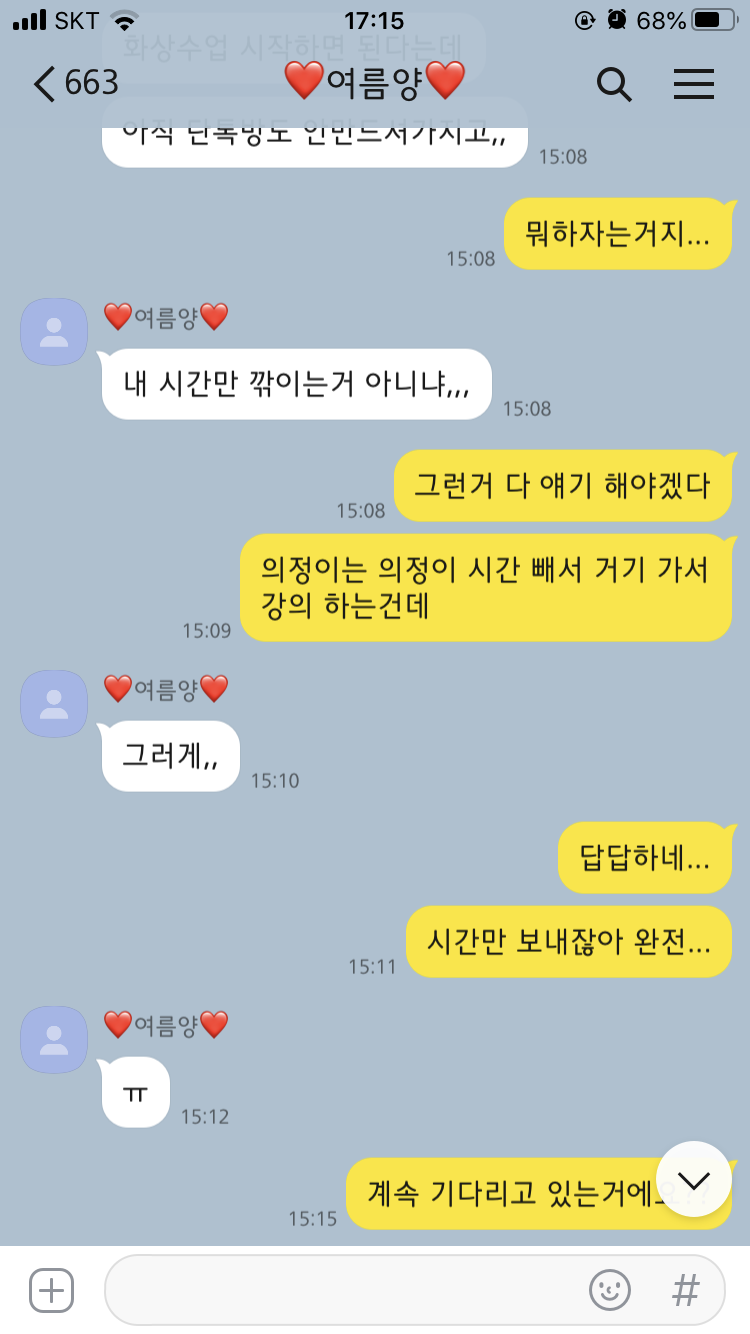 SKT 17:15 68%
화상수업 시작하면 된다는데
663 ❤️여름양❤️
아직 단톡방도 안만드셔가지고,,
15:08
뭐하자는거지...
15:08
❤️여름양❤️
내 시간만 깎이는거 아니냐,,,
15:08
그런거 다 얘기 해야겠다
15:08
의정이는 의정이 시간 빼서 거기 가서
강의 하는건데
15:09
❤️여름양❤️
그러게,,
15:10
답답하네...
시간만 보내잖아 완전...
15:11
❤️여름양❤️
ㅠ
15:12
계속 기다리고 있는거에
15:15
#